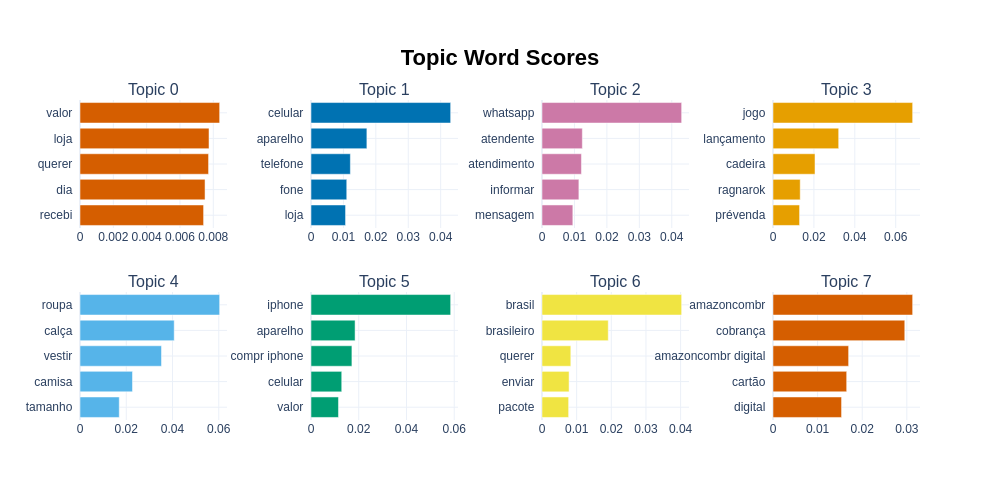 Topic Word Scores
Topic 0
valor
loja
querer
dia
recebi
0 0.002 0.004 0.006 0.008
Topic 1
celular
aparelho
telefone
fone
loja
0 0.01 0.02 0.03 0.04
Topic 2
whatsapp
atendente
atendimento
informar
mensagem
0 0.01 0.02 0.03 0.04
Topic 3
jogo
lançamento
cadeira
ragnarok
prévenda
0 0.02 0.04 0.06
Topic 4
roupa
calça
vestir
camisa
tamanho
0 0.02 0.04 0.06
Topic 5
iphone
aparelho
compr iphone
celular
valor
0 0.02 0.04 0.06
Topic 6
brasil
brasileiro
querer
enviar
pacote
0 0.01 0.02 0.03 0.04
Topic 7
amazoncombr
cobrança
amazoncombr digital
cartão
digital
0 0.01 0.02 0.03